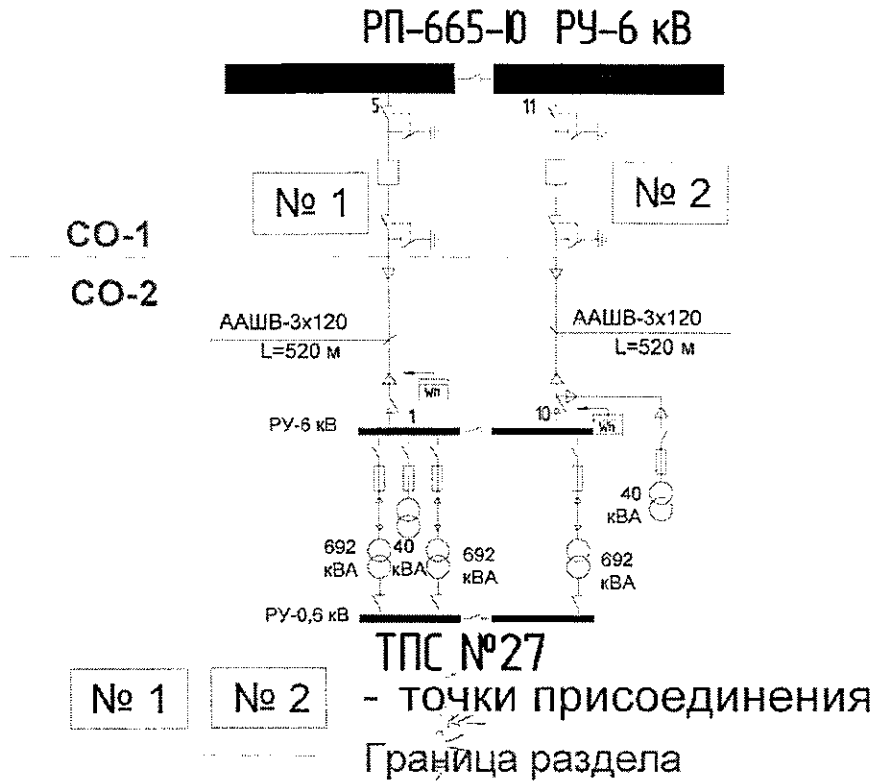 РП-665-Ю РУ-6 кВ
5
11
№ 1
№ 2
СО-1
СО-2
ААШВ-3х120
L=520 м
ААШВ-3х120
L=520 м
Wh
1
10
Wh
РУ-6 кВ
40
кВА
692
кВА
40
кВА
692
кВА
692
кВА
РУ-0,6 кВ
ТПС №27
№ 1 № 2 - точки присоединения
Граница раздела